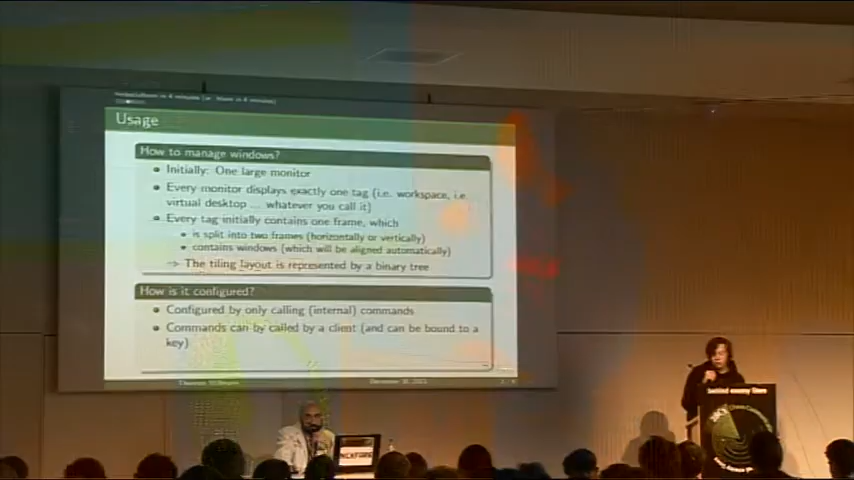 Usage
How to manage windows?
Initially: One large monitor
Every monitor displays exactly one tag (i.e. workspace, i.e.
virtual desktop ... whatever you call it)
Every tag initially contains one frame, which
is split into two frames (horizontally or vertically)
contains windows (which will be aligned automatically)
→ The tiling layout is represented by a binary tree
How is it configured?
Configured by only calling (internal) commands
Commands can by called by a client (and can be bound to a
key)
behind enemy lines